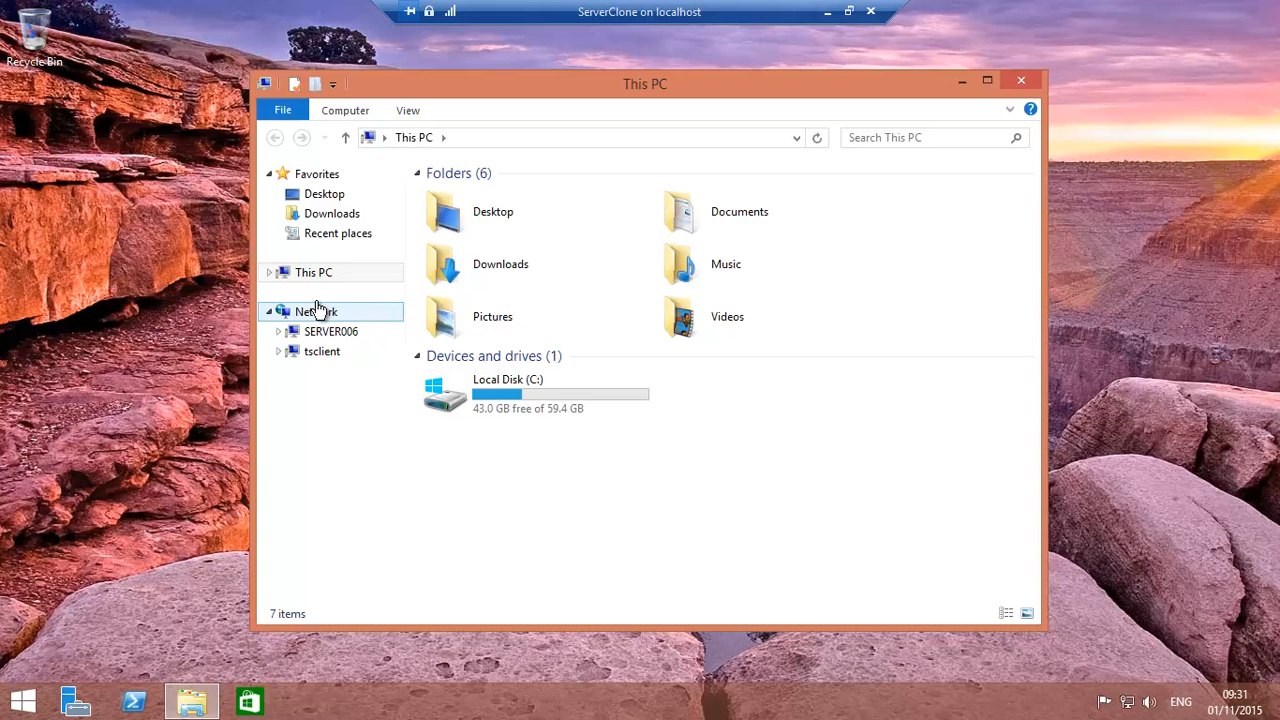 ServerClone on localhost
Recycle Bin
This PC
File
Computer
View
This PC
Search This PC
Favorites
Desktop
Downloads
Recent places
This PC
Network
SERVER006
tsclient
Folders (6)
Desktop
Documents
Downloads
Music
Pictures
Videos
Devices and drives (1)
Local Disk (C:)
43.0 GB free of 59.4 GB
7 items
ENG
09:31
01/11/2015